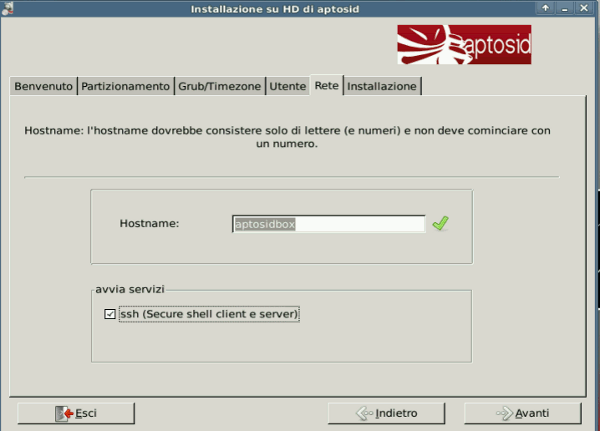 Installazione su HD di aptosid
aptosid
Benvenuto Partizionamento Grub/Timezone Utente Rete Installazione
Hostname: l'hostname dovrebbe consistere solo di lettere (e numeri) e non deve cominciare con
un numero.
Hostname: aptosidbox
avvia servizi
ssh (Secure shell client e server)
Esci Indietro Avanti